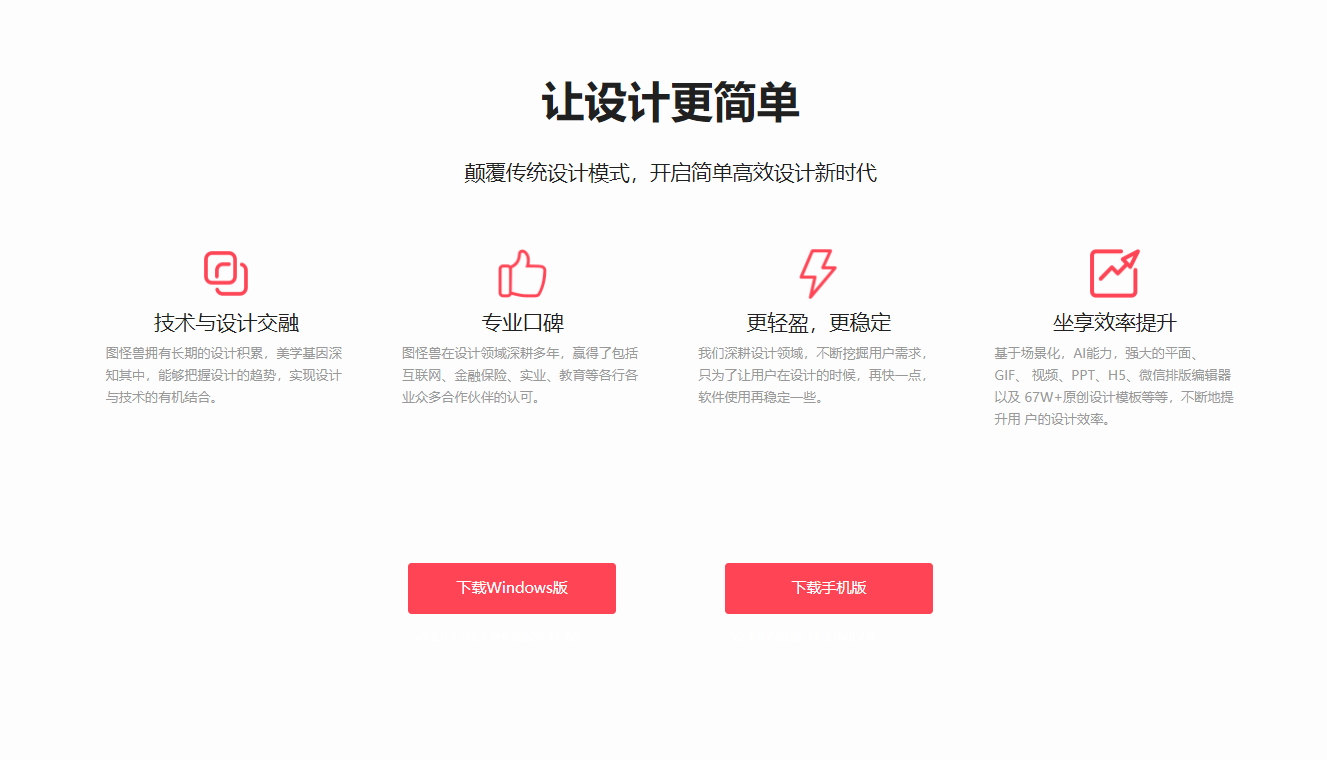 让设计更简单
颠覆传统设计模式，开启简单高效设计新时代
技术与设计交融
图怪兽拥有长期的设计积累，美学基因深
知其中，能够把握设计的趋势，实现设计
与技术的有机结合。
专业口碑
图怪兽在设计领域深耕多年，赢得了包括
互联网、金融保险、实业、教育等各行各
业众多合作伙伴的认可。
更轻盈，更稳定
我们深耕设计领域，不断挖掘用户需求，
只为了让用户在设计的时候，再快一点，
软件使用再稳定一些。
坐享效率提升
基于场景化，AI能力，强大的平面、
GIF、 视频、PPT、H5、微信排版编辑器
以及 67W+原创设计模板等等，不断地提
升用 户的设计效率。
下载Windows版
下载手机版